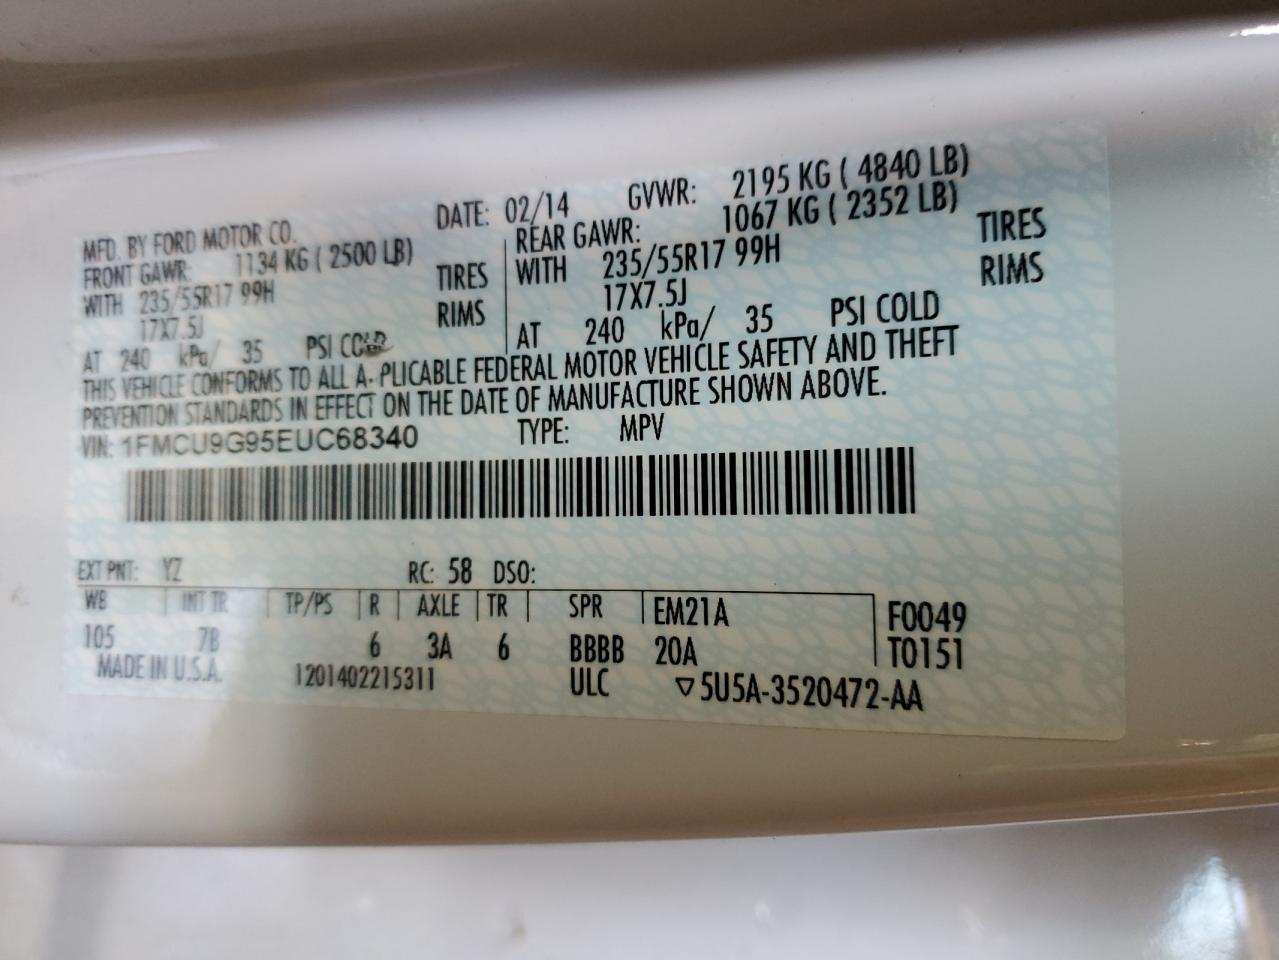 MFD. BY FORD MOTOR CO. DATE: 02/14 GVWR: 2195 KG ( 4840 LB)
FRONT GAWR: 1134 KG ( 2500 LB) REAR GAWR: 1067 KG ( 2352 LB)
WITH 235/55R17 99H TIRES WITH 235/55R17 99H TIRES
17X7.5J RIMS 17X7.5J RIMS
AT 240 kPa/ 35 PSI COLD AT 240 kPa/ 35 PSI COLD
THIS VEHICLE CONFORMS TO ALL A- PLICABLE FEDERAL MOTOR VEHICLE SAFETY AND THEFT
PREVENTION STANDARDS IN EFFECT ON THE DATE OF MANUFACTURE SHOWN ABOVE.
VIN: 1FMCU9G95EUC68340 TYPE: MPV
EXT PNT: YZ RC: 58 DSO:
WB INT TR TP/PS R AXLE TR SPR EM21A F0049
105 7B 6 3A 6 BBBB 20A T0151
MADE IN U.S.A. 1201402215311 ULC ▽5U5A-3520472-AA